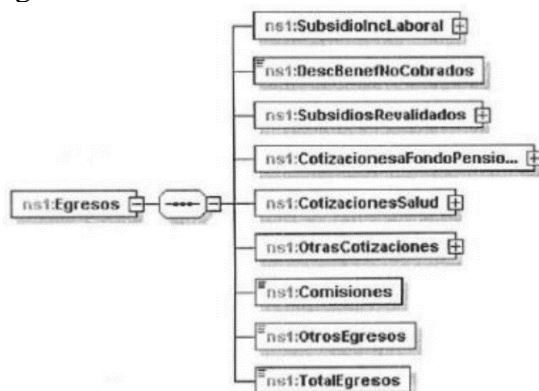 ns1:SubsidioIncLaboral
ns1:DescBenefNoCobrados
ns1:SubsidiosRevalidados
ns1:CotizacionesaFondoPensio...
ns1:Egresos
ns1:CotizacionesSalud
ns1:OtrasCotizaciones
ns1:Comisiones
ns1:OtrosEgresos
ns1:TotalEgresos